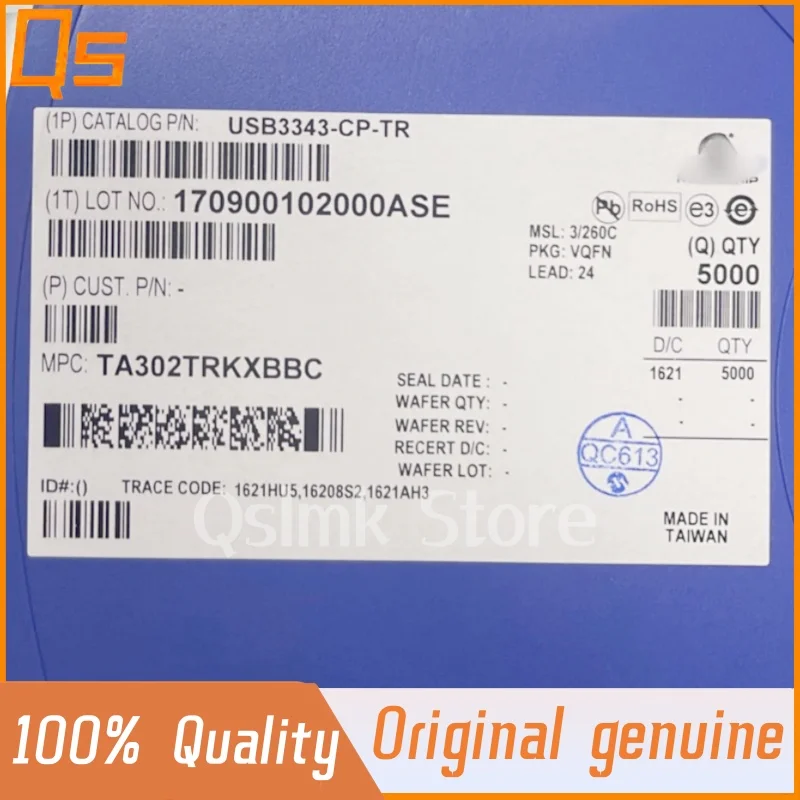 QS
(1P) CATALOG P/N: USB3343-CP-TR
(1T) LOT NO.: 170900102000ASE
Pb RoHS e3 e
MSL: 3/260C
PKG: VQFN
LEAD: 24
(Q) QTY
5000
(P) CUST. P/N: -
D/C QTY
1621 5000
- -
- -
MPC: TA302TRKXBBC
SEAL DATE : -
WAFER QTY: -
WAFER REV: -
RECERT D/C: -
WAFER LOT: -
A
QC613
ID#:() TRACE CODE: 1621HU5,16208S2,1621AH3
Qslmk Store
MADE IN
TAIWAN
100% Quality
Original genuine